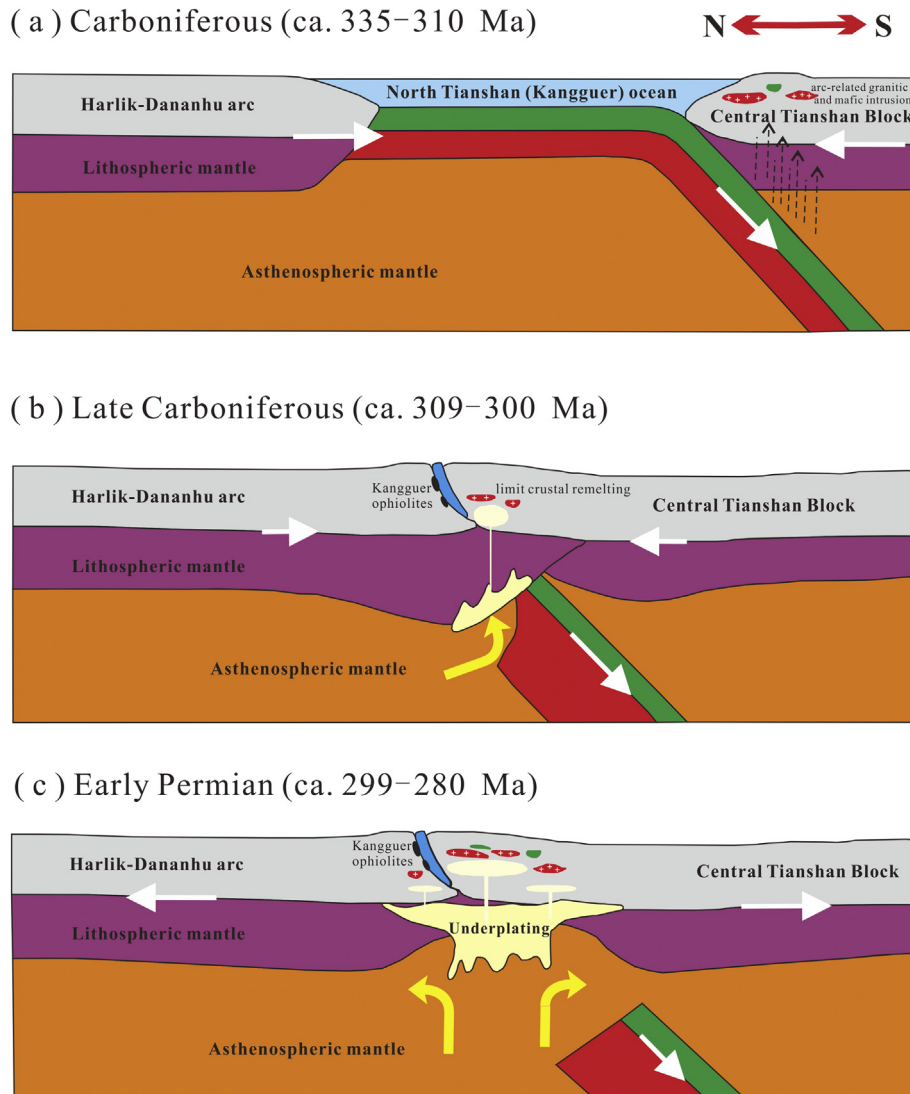 ( a ) Carboniferous (ca. 335−310 Ma)
N S
North Tianshan (Kangguer) ocean
Harlik-Dananhu arc
arc-related granitic
and mafic intrusion
Central Tianshan Block
Lithospheric mantle
Asthenospheric mantle
( b ) Late Carboniferous (ca. 309−300 Ma)
Harlik-Dananhu arc
Kangguer
ophiolites
limit crustal remelting
Central Tianshan Block
Lithospheric mantle
Asthenospheric mantle
( c ) Early Permian (ca. 299−280 Ma)
Harlik-Dananhu arc
Kangguer
ophiolites
Central Tianshan Block
Lithospheric mantle
Underplating
Asthenospheric mantle